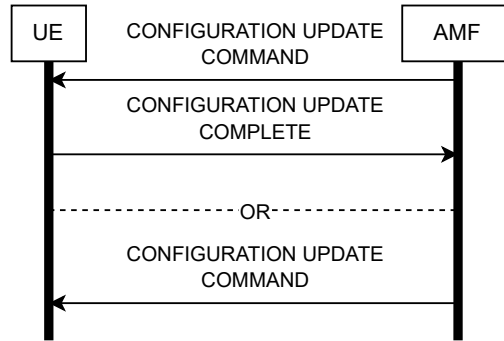 UE
AMF
CONFIGURATION UPDATE
COMMAND
CONFIGURATION UPDATE
COMPLETE
OR
CONFIGURATION UPDATE
COMMAND